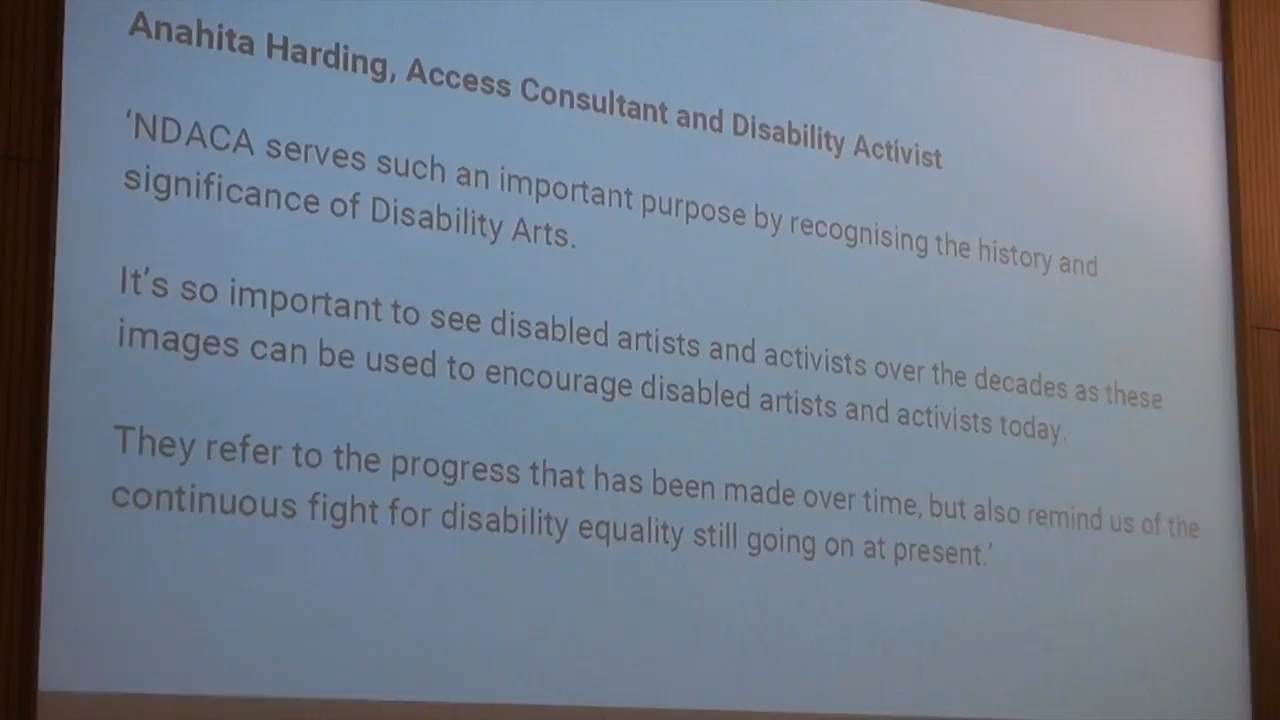 Anahita Harding, Access Consultant and Disability Activist
‘NDACA serves such an important purpose by recognising the history and
significance of Disability Arts.
It’s so important to see disabled artists and activists over the decades as these
images can be used to encourage disabled artists and activists today.
They refer to the progress that has been made over time, but also remind us of the
continuous fight for disability equality still going on at present.’